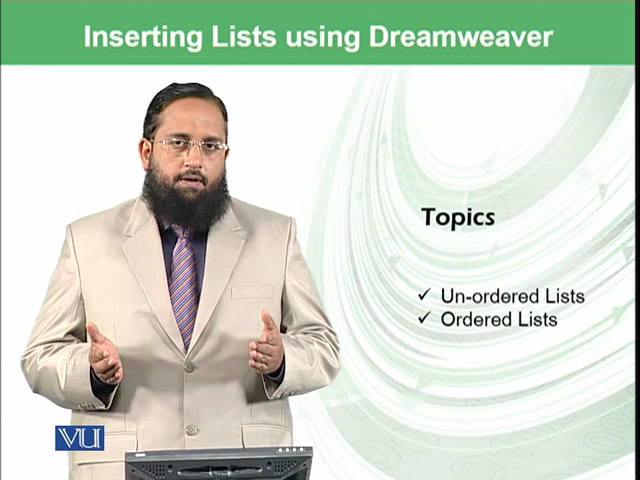 Inserting Lists using Dreamweaver
Topics
✓ Un-ordered Lists
✓ Ordered Lists
VU